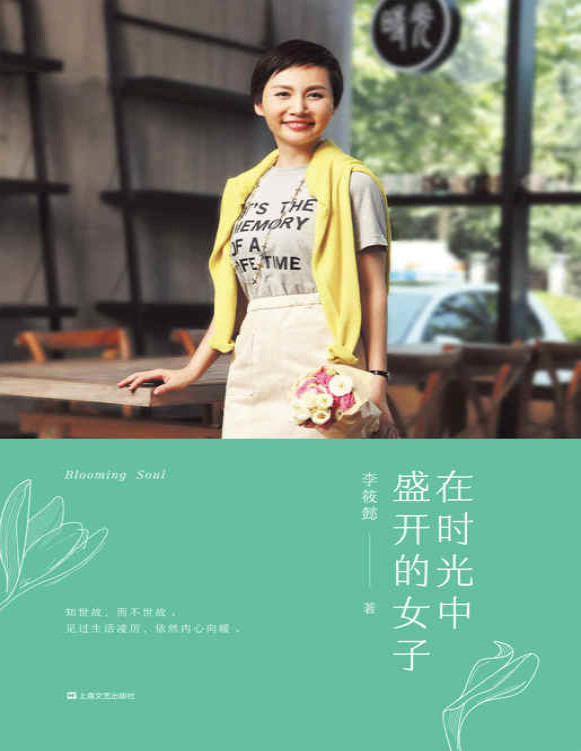 IT'S THE
MEMORY
OF A
LIFE TIME
Blooming Soul
在时光中
盛开的女子
李筱懿
著
知世故,而不世故。
见过生活凌厉,依然内心向暖。
上海文艺出版社